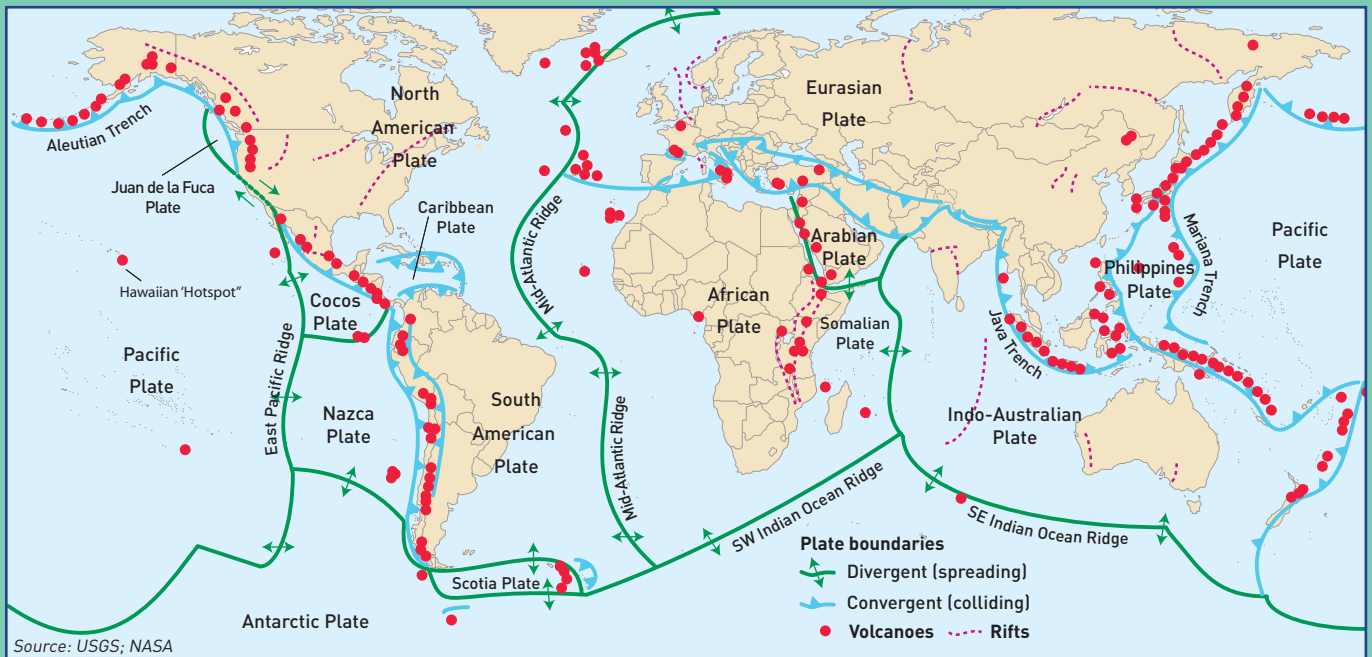 North
American
Plate
Eurasian
Plate
Aleutian Trench
Juan de la Fuca
Plate
Caribbean
Plate
Mid-Atlantic Ridge
Arabian
Plate
Mariana Trench
Pacific
Plate
Philippines
Plate
Hawaiian 'Hotspot"
Cocos
Plate
African
Plate
Somalian
Plate
Java Trench
Pacific
Plate
East Pacific Ridge
Nazca
Plate
South
American
Plate
Mid-Atlantic Ridge
Indo-Australian
Plate
SW Indian Ocean Ridge
SE Indian Ocean Ridge
Scotia Plate
Antarctic Plate
Plate boundaries
Divergent (spreading)
Convergent (colliding)
Volcanoes
Rifts
Source: USGS; NASA